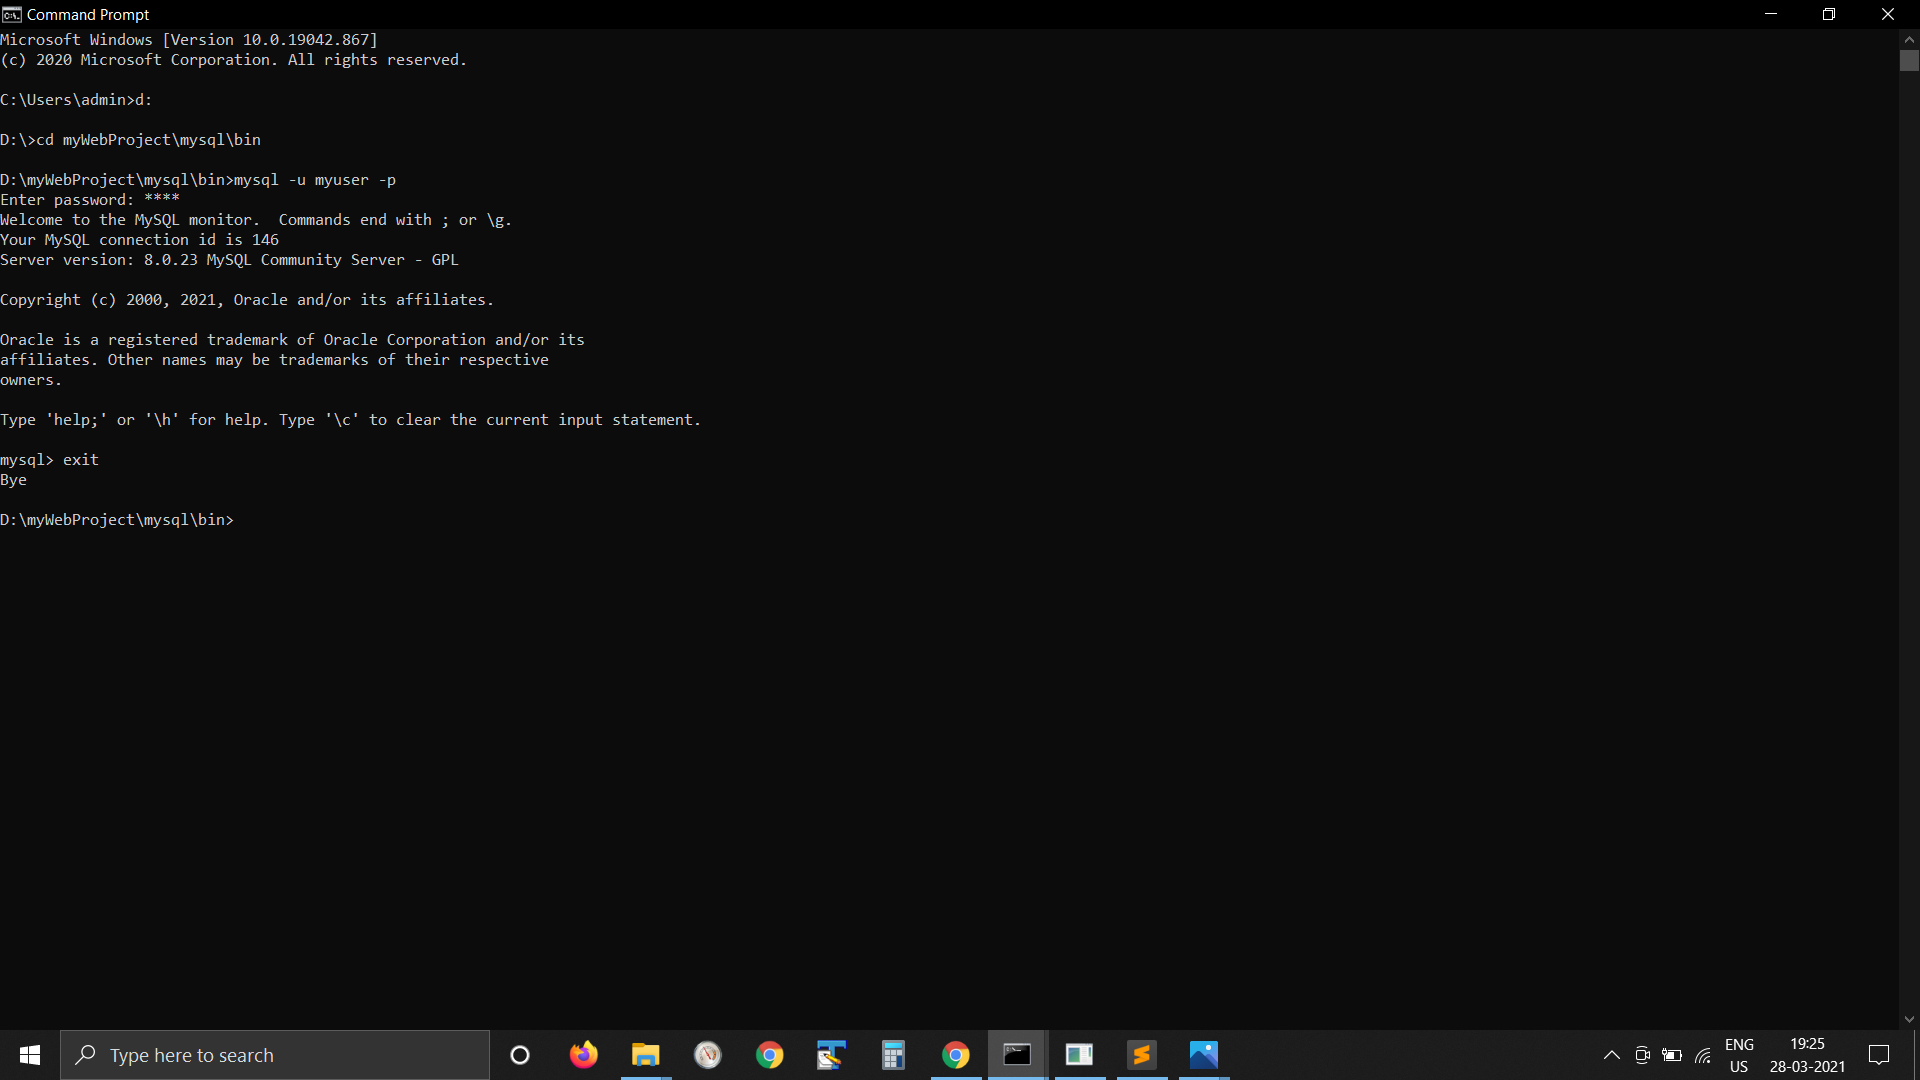 Command Prompt
Microsoft Windows [Version 10.0.19042.867]
(c) 2020 Microsoft Corporation. All rights reserved.
C:\Users\admin>d:
D:\>cd myWebProject\mysql\bin
D:\myWebProject\mysql\bin>mysql -u myuser -p
Enter password: ****
Welcome to the MySQL monitor.  Commands end with ; or \g.
Your MySQL connection id is 146
Server version: 8.0.23 MySQL Community Server - GPL
Copyright (c) 2000, 2021, Oracle and/or its affiliates.
Oracle is a registered trademark of Oracle Corporation and/or its
affiliates. Other names may be trademarks of their respective
owners.
Type 'help;' or '\h' for help. Type '\c' to clear the current input statement.
mysql> exit
Bye
D:\myWebProject\mysql\bin>
Type here to search
ENG
US
19:25
28-03-2021